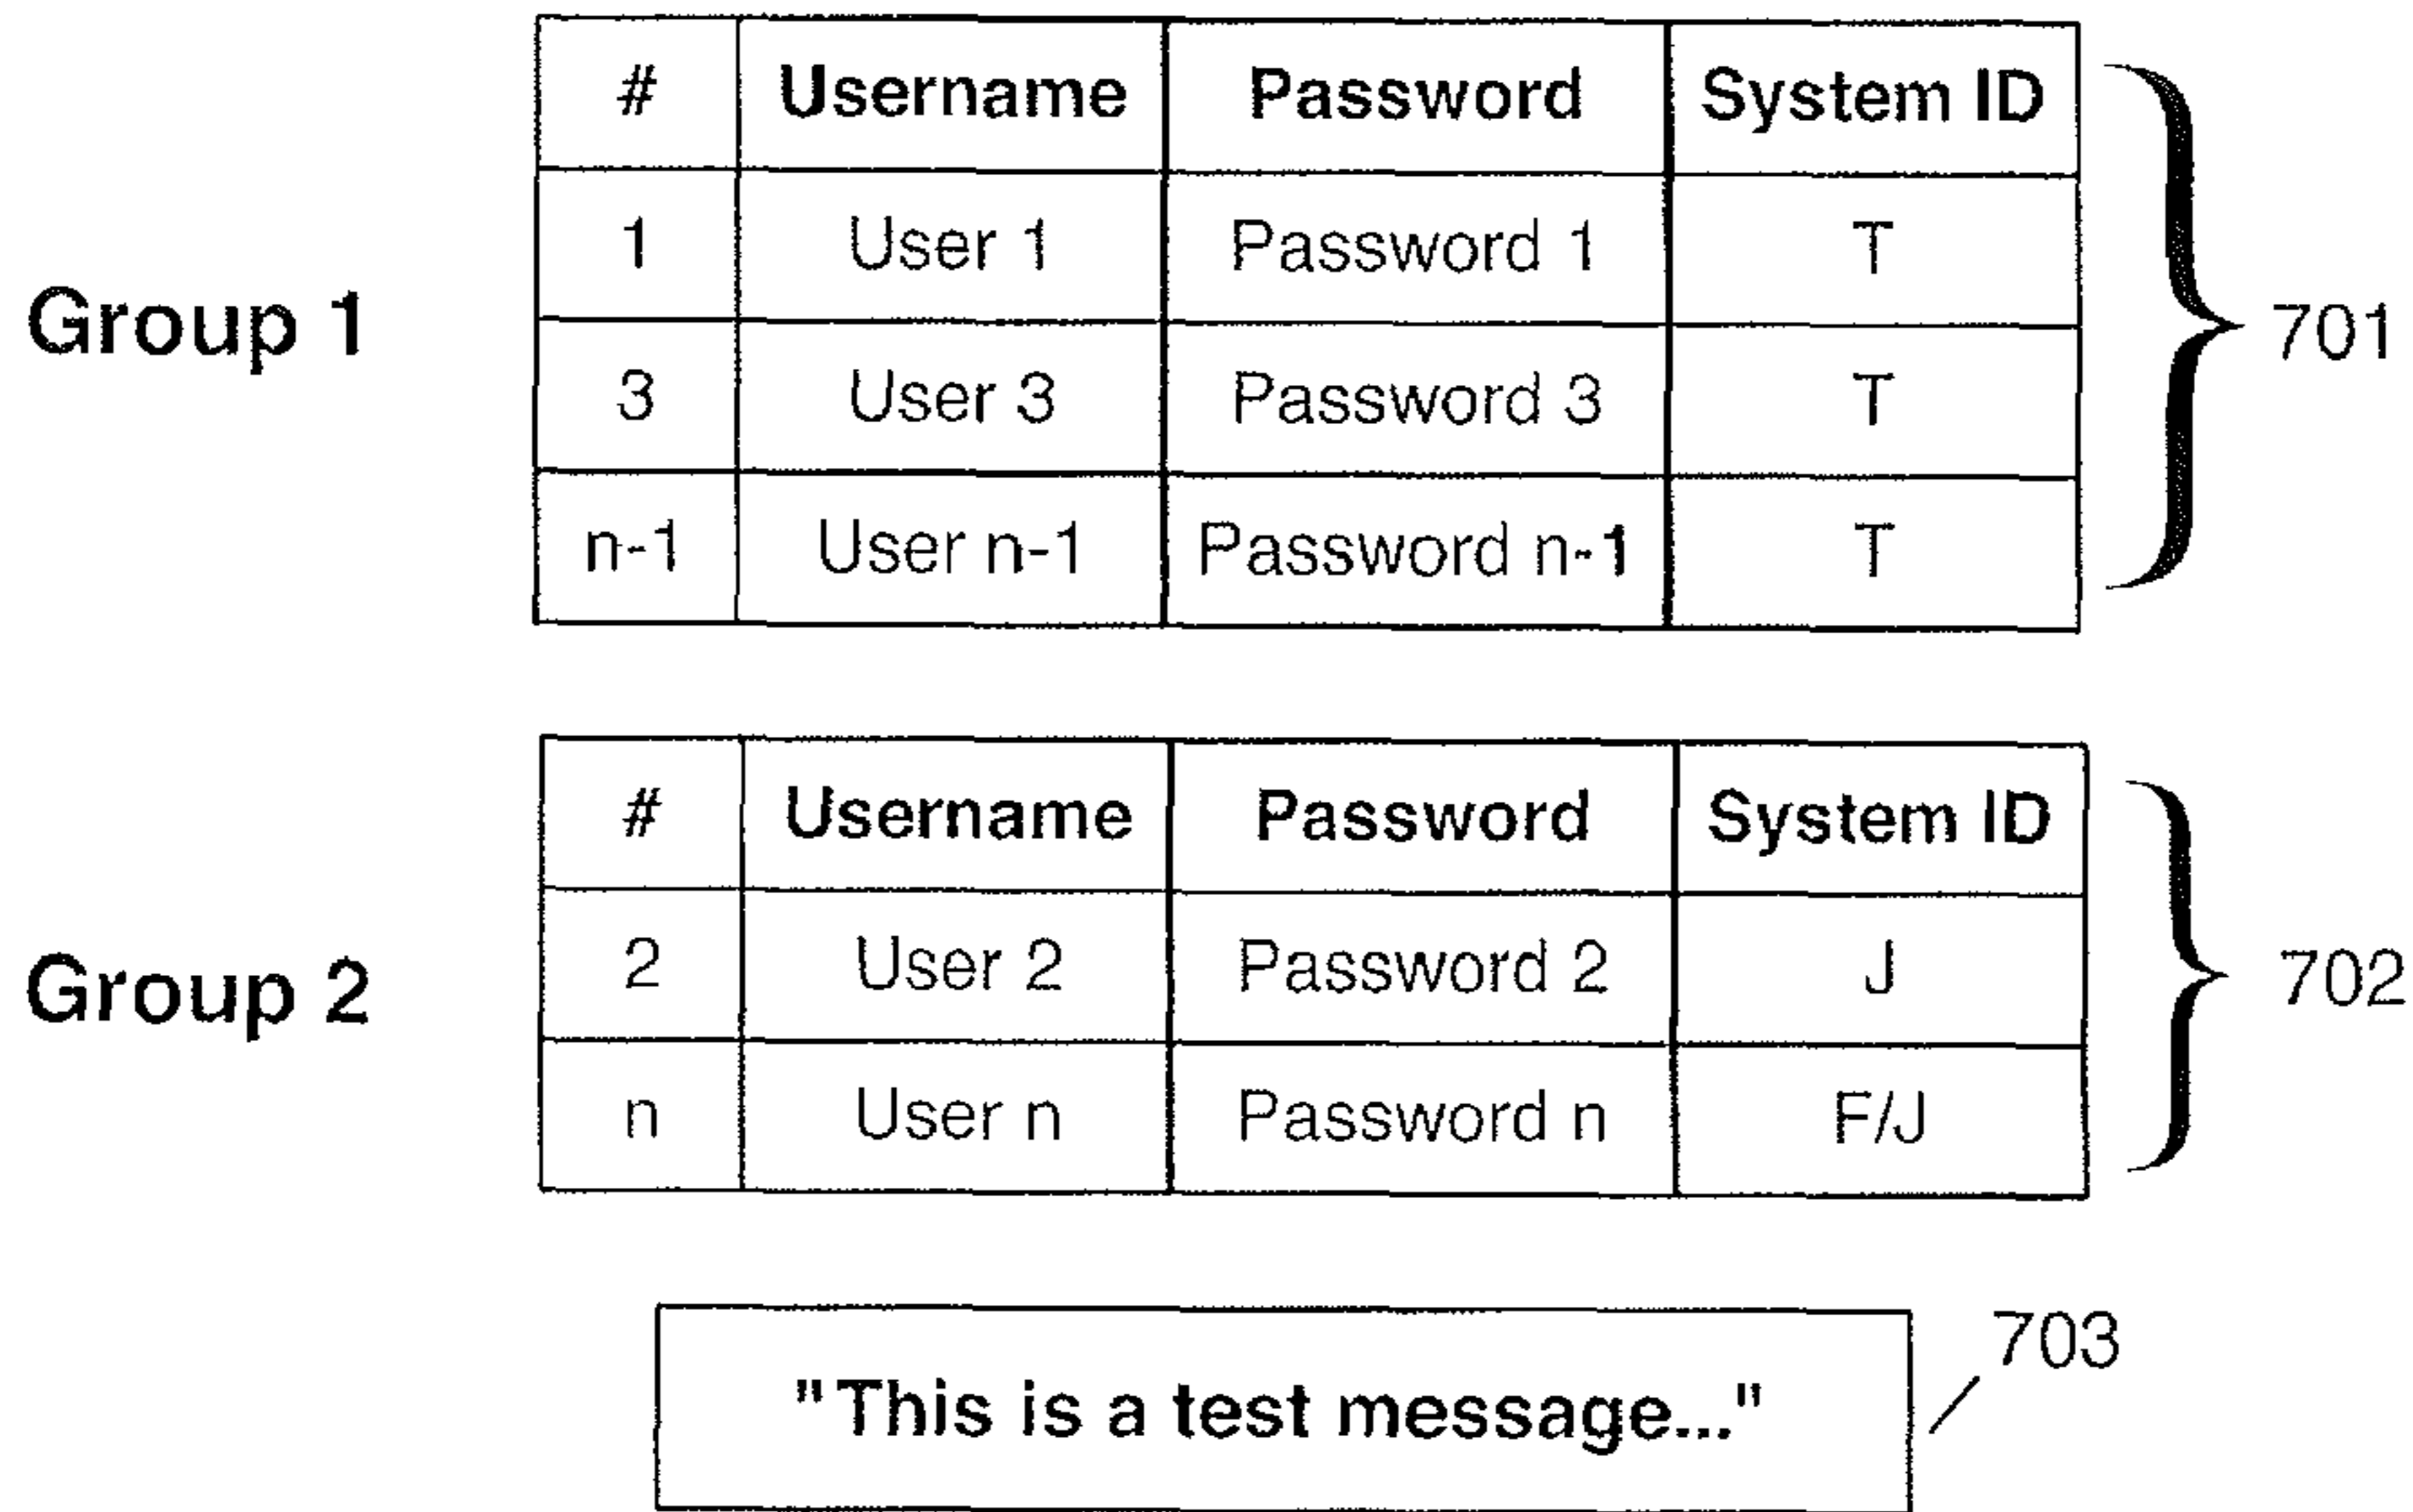 # Username Password System ID
1 User 1 Password 1 T
Group 1
701
3 User 3 Password 3 T
n-1 User n-1 Password n-1 T
# Username Password System ID
2 User 2 Password 2 J
Group 2
702
n User n Password n F/J
703
"This is a test message..."